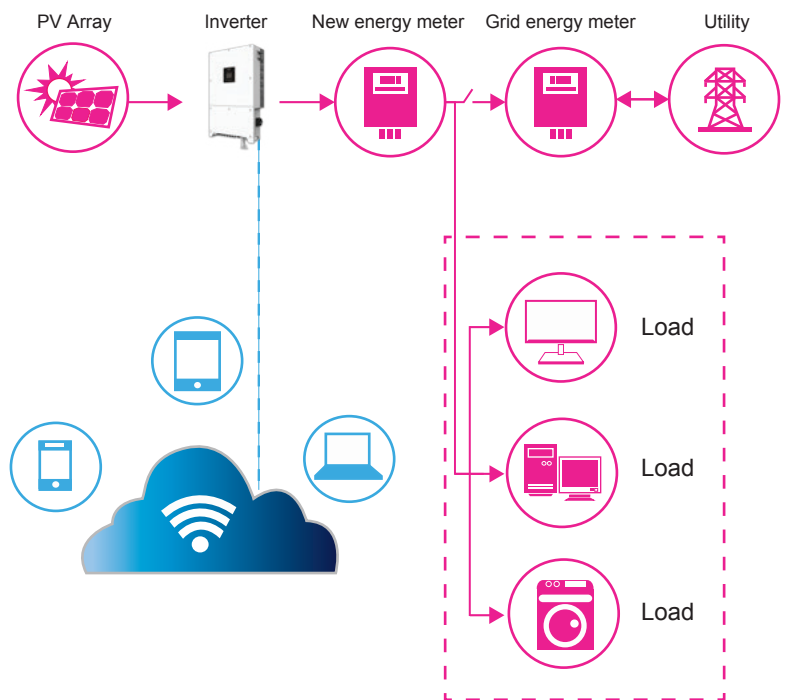 PV Array
Inverter
New energy meter
Grid energy meter
Utility
Load
Load
Load